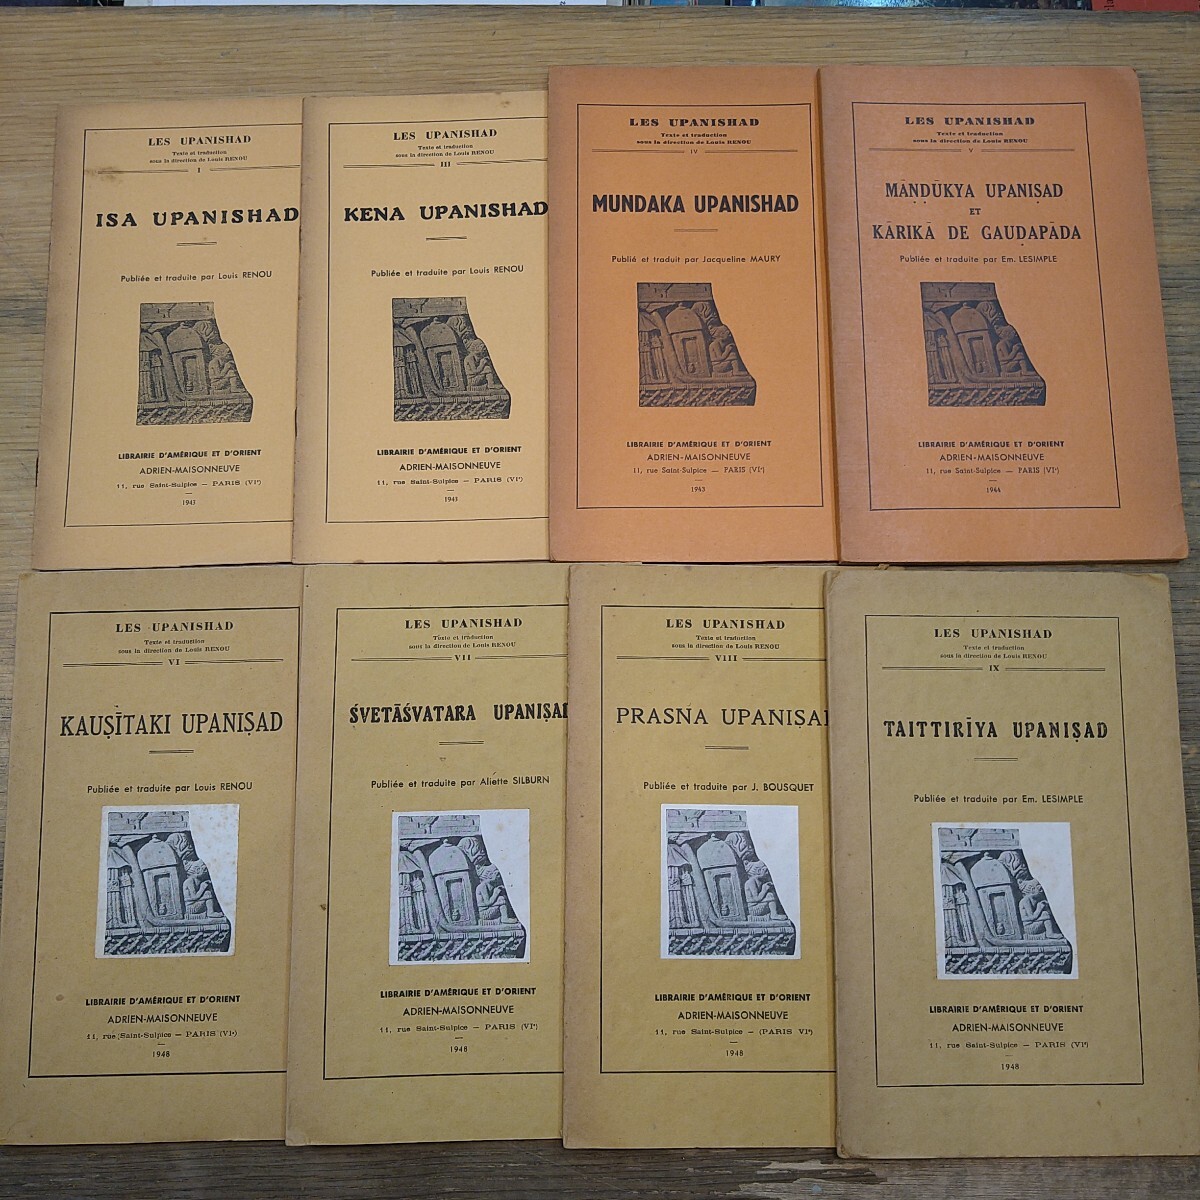 LES UPANISHAD
Texte et traduction
sous la direction de Louis RENOU
I
ISA UPANISHAD
Publiée et traduite par Louis RENOU
LIBRAIRIE D'AMÉRIQUE ET D'ORIENT
ADRIEN-MAISONNEUVE
11, rue Saint-Sulpice — PARIS (VIe)
1943
LES UPANISHAD
Texte et traduction
sous la direction de Louis RENOU
III
KENA UPANISHAD
Publiée et traduite par Louis RENOU
LIBRAIRIE D'AMÉRIQUE ET D'ORIENT
ADRIEN-MAISONNEUVE
11, rue Saint-Sulpice — PARIS (VIe)
1943
LES UPANISHAD
Texte et traduction
sous la direction de Louis RENOU
IV
MUNDAKA UPANISHAD
Publié et traduit par Jacqueline MAURY
LIBRAIRIE D'AMÉRIQUE ET D'ORIENT
ADRIEN-MAISONNEUVE
11, rue Saint-Sulpice — PARIS (VIe)
1943
LES UPANISHAD
Texte et traduction
sous la direction de Louis RENOU
V
MĀṆḌŪKYA UPANIṢAD
ET
KĀRIKĀ DE GAUḌAPĀDA
Publiée et traduite par Em. LESIMPLE
LIBRAIRIE D'AMÉRIQUE ET D'ORIENT
ADRIEN-MAISONNEUVE
11, rue Saint-Sulpice — PARIS (VIe)
1944
LES UPANISHAD
Texte et traduction
sous la direction de Louis RENOU
VI
KAUṢĪTAKI UPANIṢAD
Publiée et traduite par Louis RENOU
LIBRAIRIE D'AMÉRIQUE ET D'ORIENT
ADRIEN-MAISONNEUVE
11, rue Saint-Sulpice — PARIS (VIe)
1948
LES UPANISHAD
Texte et traduction
sous la direction de Louis RENOU
VII
ŚVETĀŚVATARA UPANIṢAD
Publiée et traduite par Aliette SILBURN
LIBRAIRIE D'AMÉRIQUE ET D'ORIENT
ADRIEN-MAISONNEUVE
11, rue Saint-Sulpice — PARIS (VIe)
1948
LES UPANISHAD
Texte et traduction
sous la direction de Louis RENOU
VIII
PRASŃA UPANIṢAD
Publiée et traduite par J. BOUSQUET
LIBRAIRIE D'AMÉRIQUE ET D'ORIENT
ADRIEN-MAISONNEUVE
11, rue Saint-Sulpice — (PARIS VIe)
1948
LES UPANISHAD
Texte et traduction
sous la direction de Louis RENOU
IX
TAITTIRĪYA UPANIṢAD
Publiée et traduite par Em. LESIMPLE
LIBRAIRIE D'AMÉRIQUE ET D'ORIENT
ADRIEN-MAISONNEUVE
11, rue Saint-Sulpice — PARIS (VIe)
1948